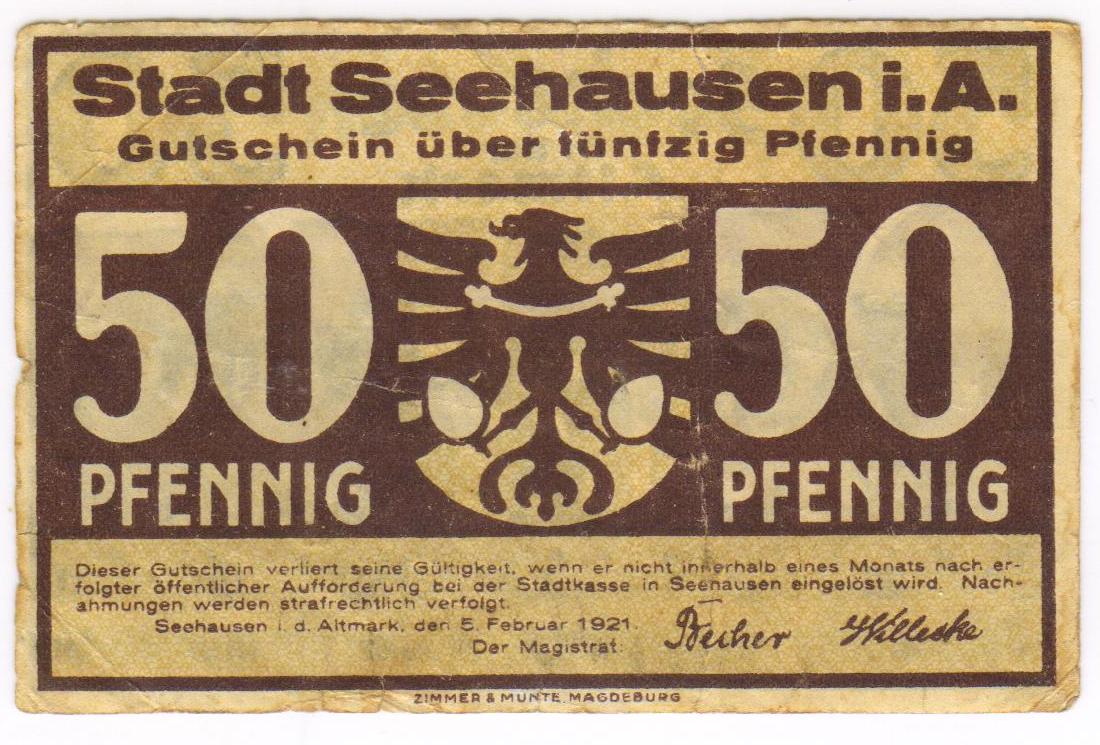 Stadt Seehausen i. A.
Gutschein über fünfzig Pfennig
50 50
PFENNIG PFENNIG
Dieser Gutschein verliert seine Gültigkeit, wenn er nicht innerhalb eines Monats nach er-
folgter öffentlicher Aufforderung bei der Stadtkasse in Seehausen eingelöst wird. Nach-
ahmungen werden strafrechtlich verfolgt.
Seehausen i. d. Altmark, den 5. Februar 1921.
Der Magistrat:
ZIMMER & MUNTE, MAGDEBURG